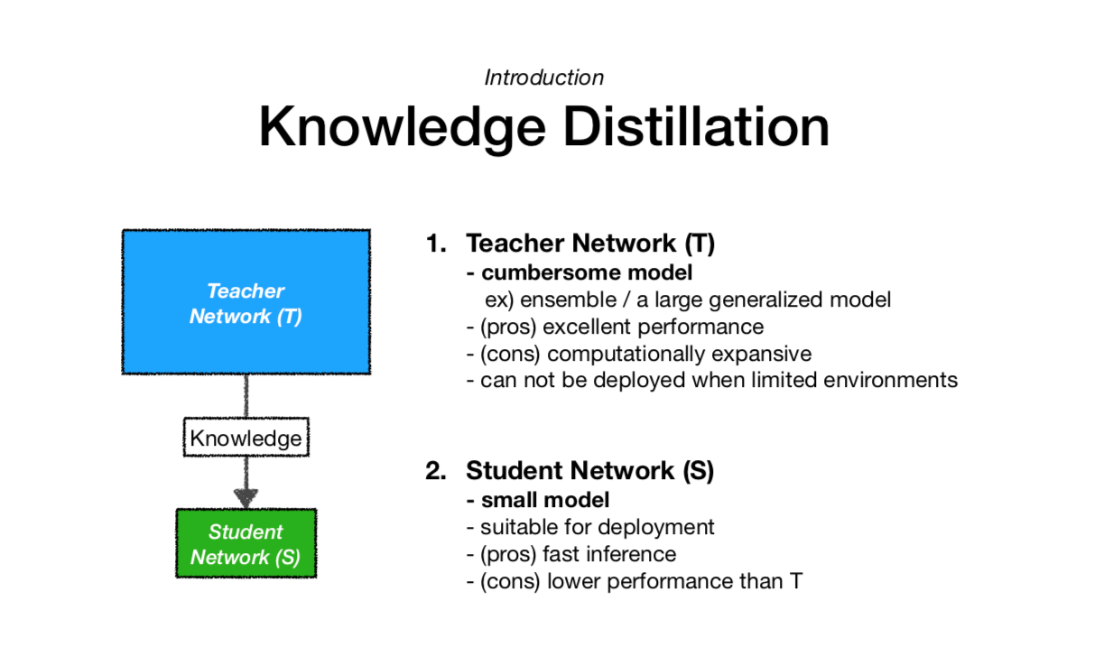 Introduction
Knowledge Distillation
Teacher
Network (T)
Knowledge
Student
Network (S)
1. Teacher Network (T)
- cumbersome model
ex) ensemble / a large generalized model
- (pros) excellent performance
- (cons) computationally expansive
- can not be deployed when limited environments
2. Student Network (S)
- small model
- suitable for deployment
- (pros) fast inference
- (cons) lower performance than T